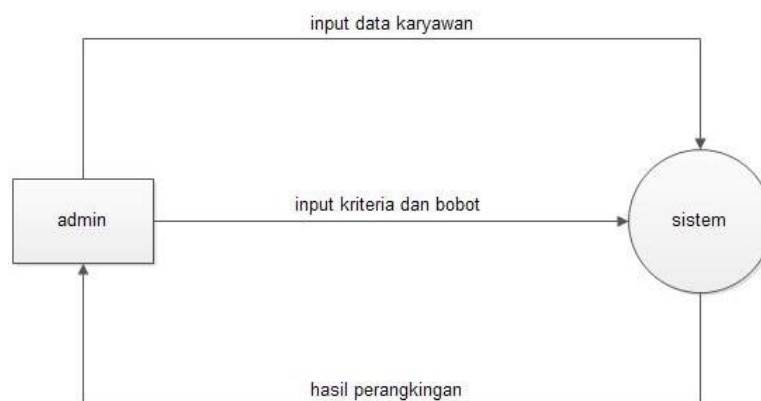 input data karyawan
input kriteria dan bobot
admin
sistem
hasil perangkingan